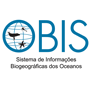 OBIS
Sistema de Informações
Biogeográficas dos Oceanos